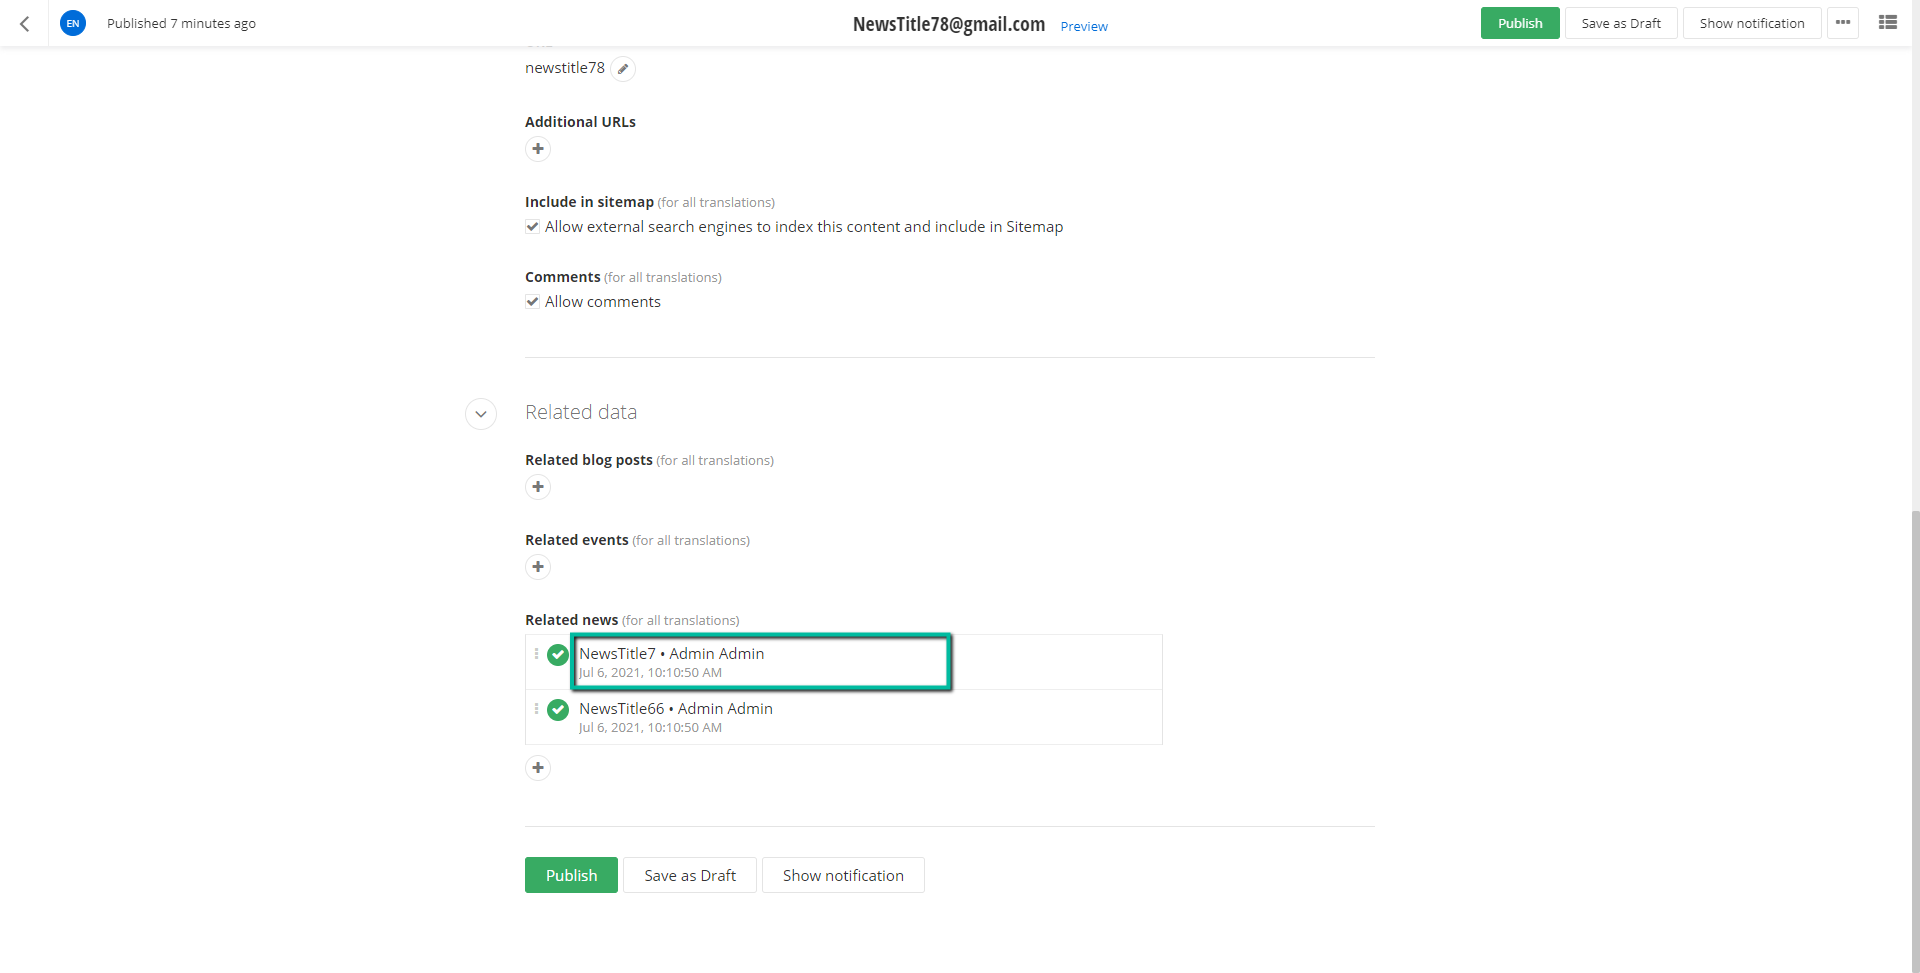 EN
Published 7 minutes ago
NewsTitle78@gmail.com Preview
Publish Save as Draft Show notification
newstitle78
Additional URLs
Include in sitemap (for all translations)
Allow external search engines to index this content and include in Sitemap
Comments (for all translations)
Allow comments
Related data
Related blog posts (for all translations)
Related events (for all translations)
Related news (for all translations)
NewsTitle7 • Admin Admin
Jul 6, 2021, 10:10:50 AM
NewsTitle66 • Admin Admin
Jul 6, 2021, 10:10:50 AM
Publish Save as Draft Show notification